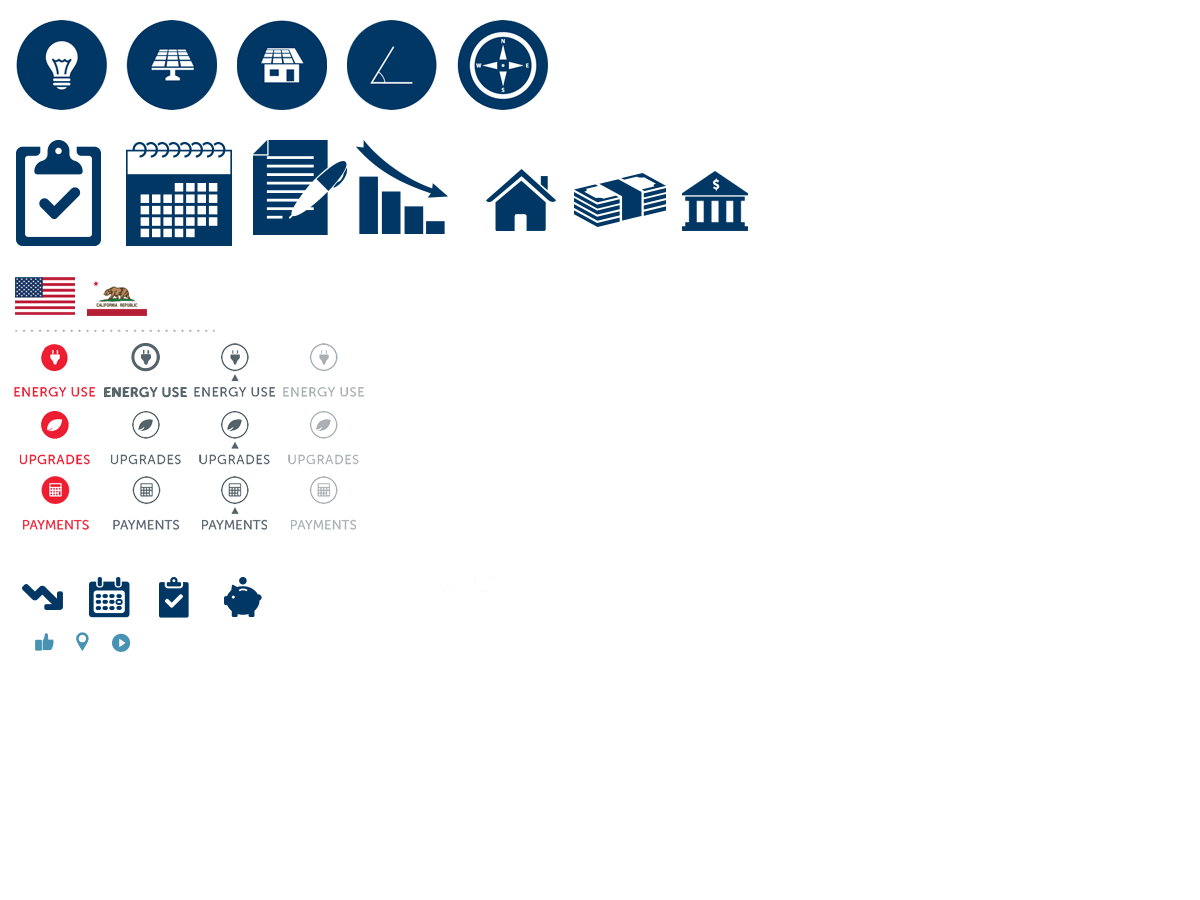 N
W E
S
$
CALIFORNIA REPUBLIC
ENERGY USE ENERGY USE ENERGY USE ENERGY USE
UPGRADES UPGRADES UPGRADES UPGRADES
PAYMENTS PAYMENTS PAYMENTS PAYMENTS